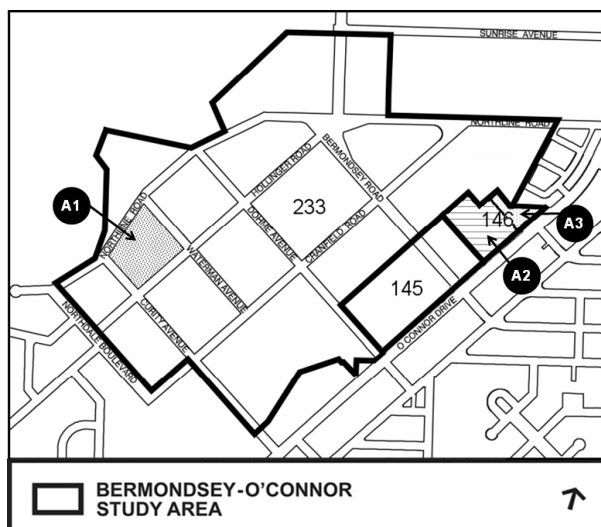 SUNRISE AVENUE
NORTHLINE ROAD
BERMONDSEY ROAD
HOLLINGER ROAD
A1
NORTHLINE ROAD
233
DOHME AVENUE
CRANFIELD ROAD
146
A3
A2
WATERMAN AVENUE
145
CURITY AVENUE
NORTHDALE BOULEVARD
O CONNOR DRIVE
BERMONDSEY-O'CONNOR
STUDY AREA